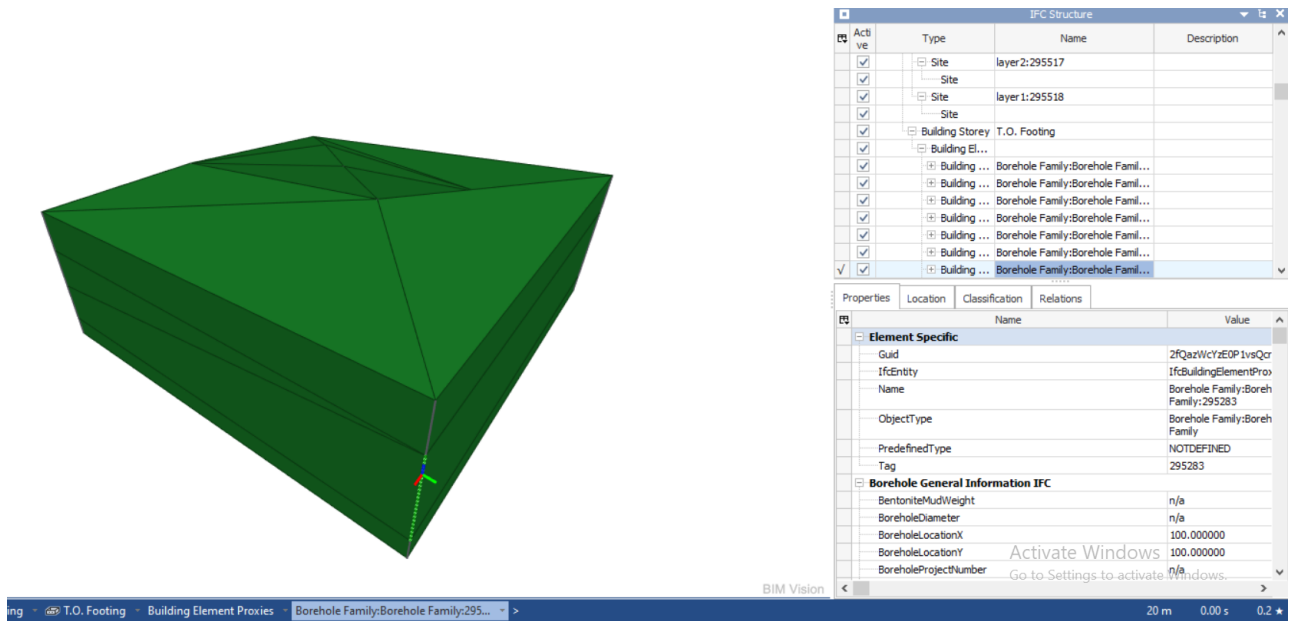 IFC Structure
Acti
ve
Type
Name
Description
Site
layer2:295517
Site
Site
layer1:295518
Site
Building Storey
T.O. Footing
Building El...
Building ...
Borehole Family:Borehole Famil...
Building ...
Borehole Family:Borehole Famil...
Building ...
Borehole Family:Borehole Famil...
Building ...
Borehole Family:Borehole Famil...
Building ...
Borehole Family:Borehole Famil...
Building ...
Borehole Family:Borehole Famil...
Building ...
Borehole Family:Borehole Famil...
Properties
Location
Classification
Relations
Name
Value
Element Specific
Guid
2fQazWcYzE0P1vsQcr
IfcEntity
IfcBuildingElementProx
Name
Borehole Family:Boreh
Family:295283
ObjectType
Borehole Family:Boreh
Family
PredefinedType
NOTDEFINED
Tag
295283
Borehole General Information IFC
BentoniteMudWeight
n/a
BoreholeDiameter
n/a
BoreholeLocationX
100.000000
BoreholeLocationY
100.000000
BoreholeProjectNumber
n/a
Activate Windows
Go to Settings to activate Windows.
BIM Vision
ing
T.O. Footing
Building Element Proxies
Borehole Family:Borehole Family:295...
>
20 m
0.00 s
0.2